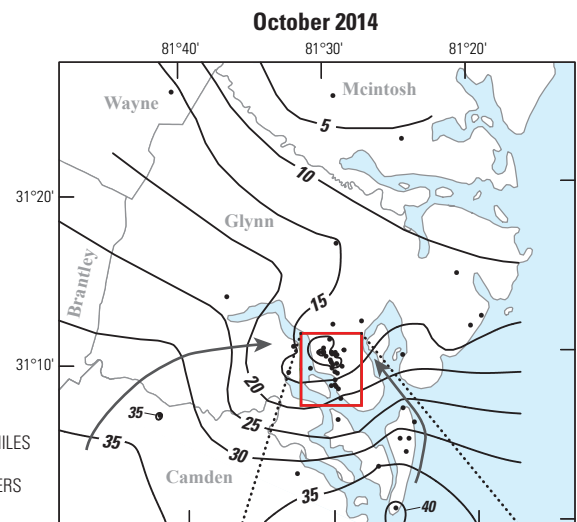 October 2014
81°40'
81°30'
81°20'
Wayne
Mcintosh
5
10
31°20'
Glynn
Brantley
15
31°10'
20
35
25
ILES
35
30
Camden
ERS
35
40